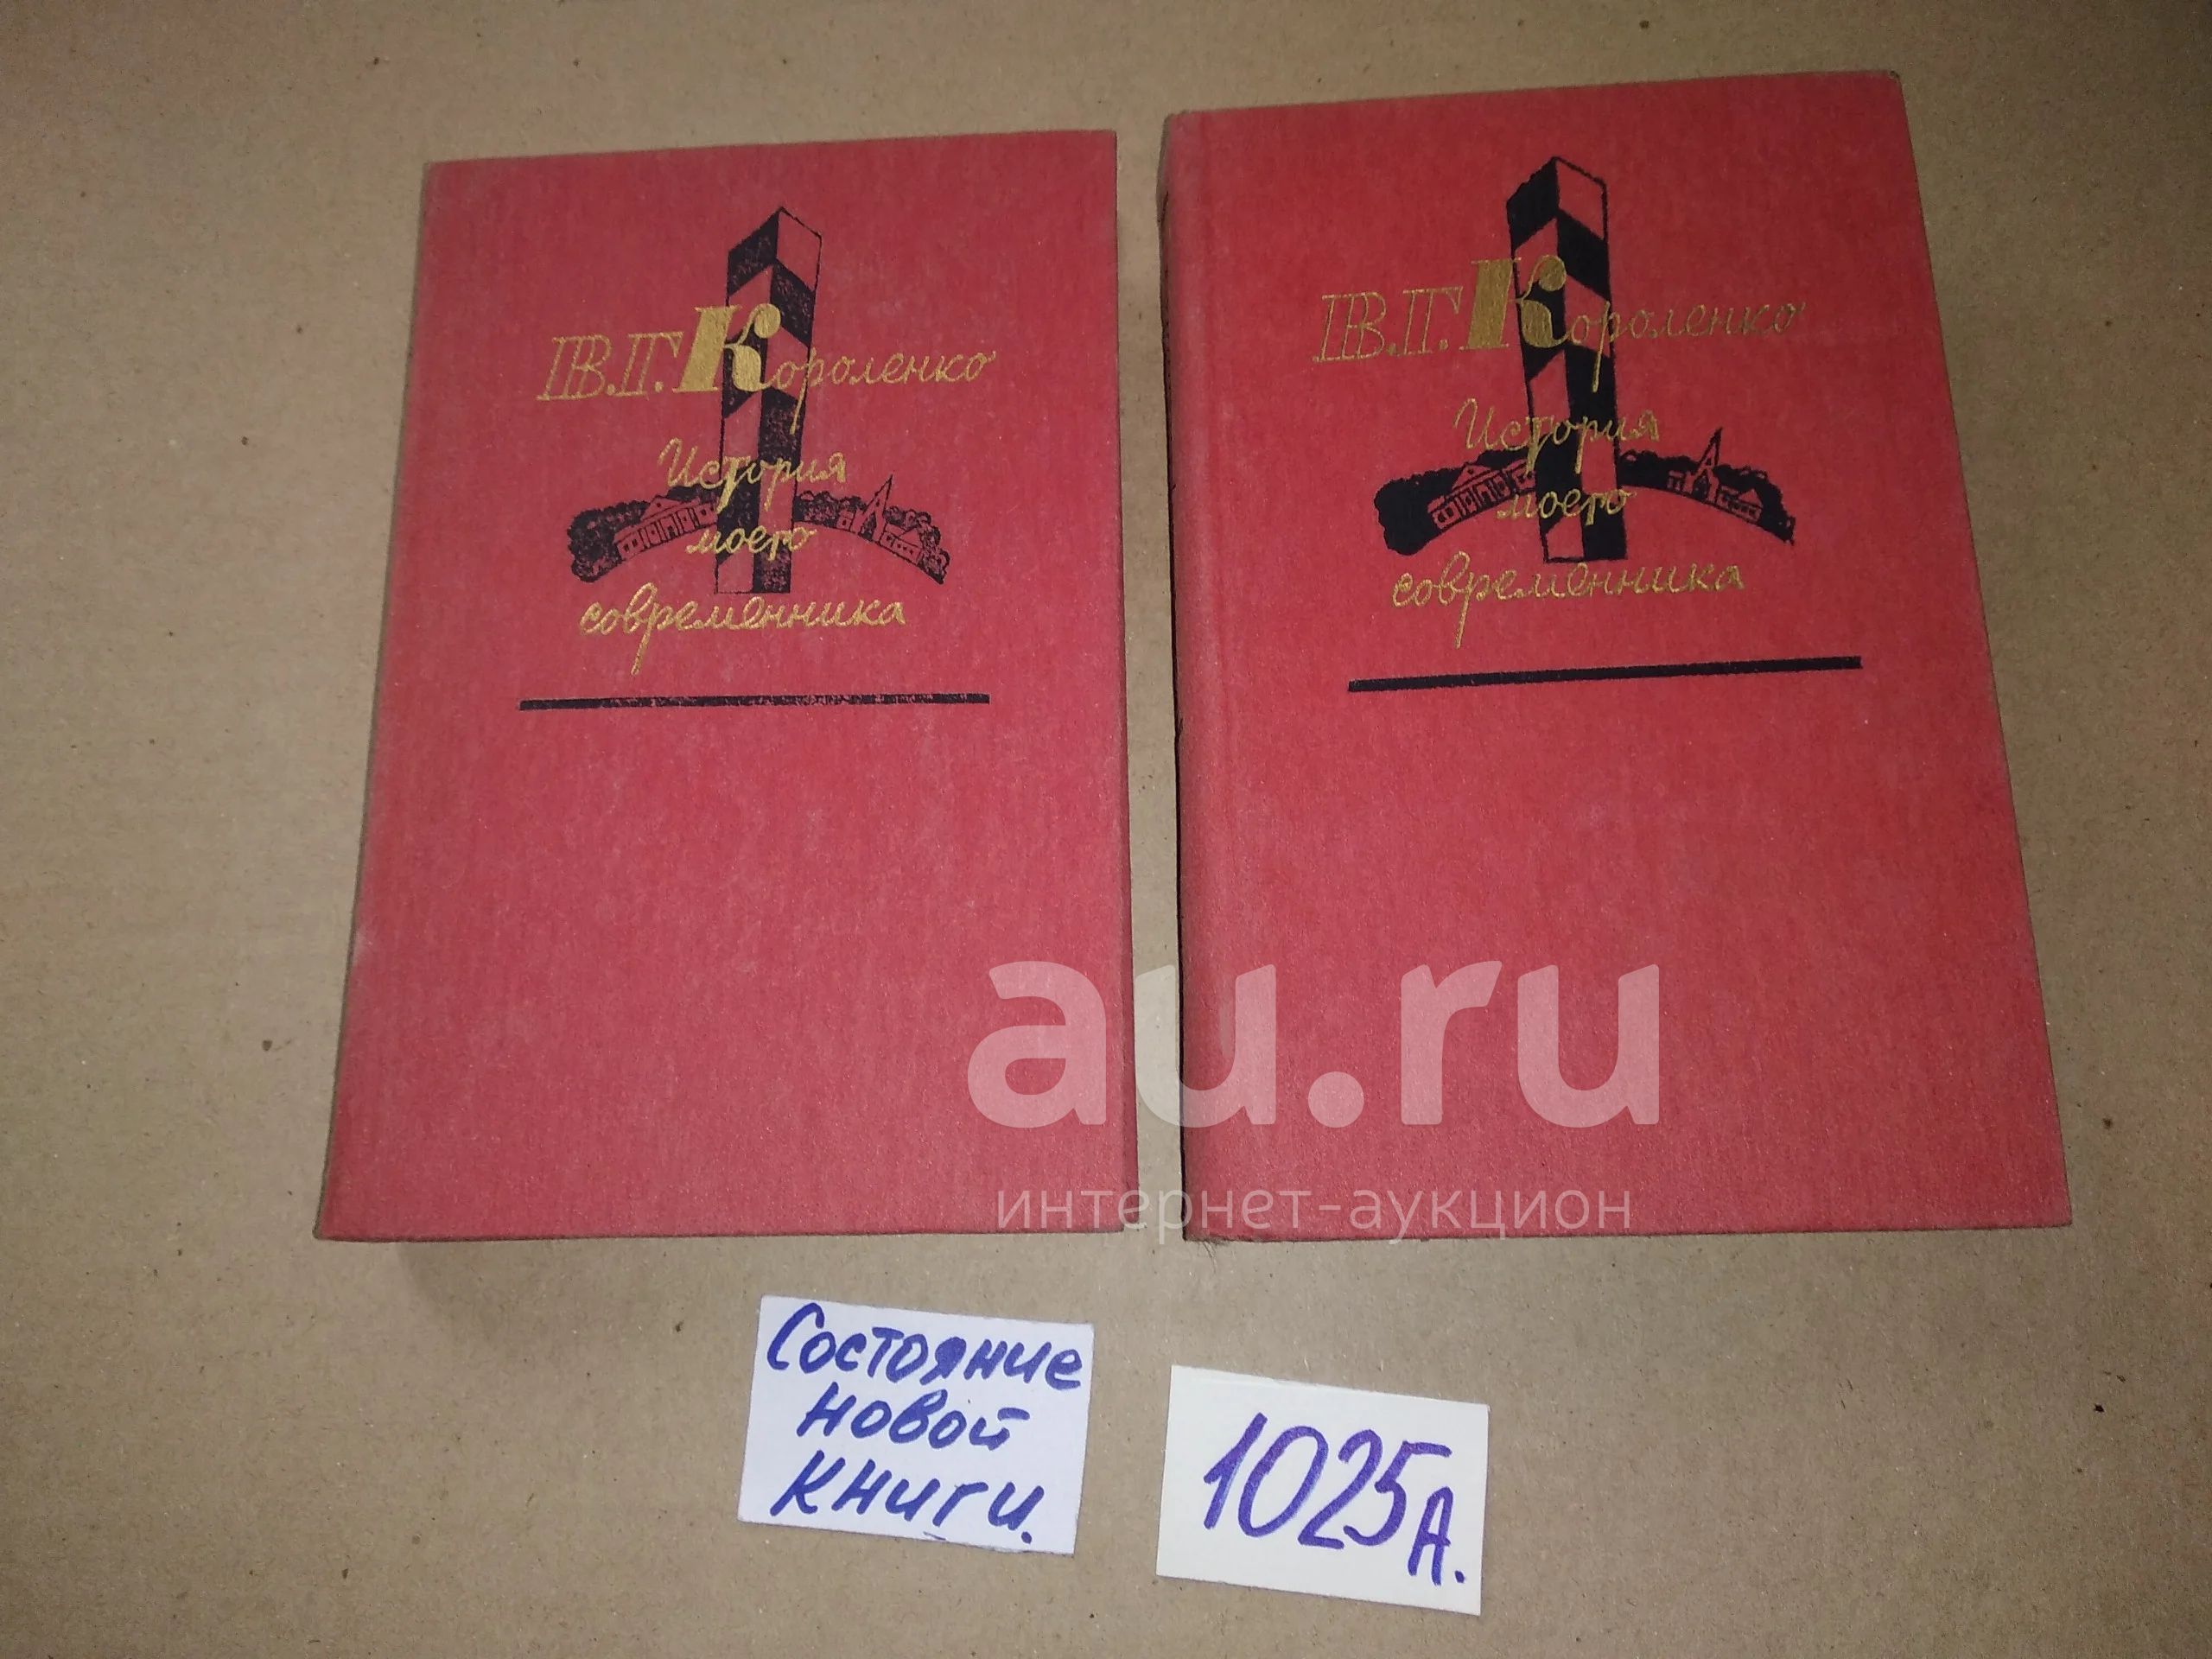 В.Г. Короленко
История
моего
современника
В.Г. Короленко
История
моего
современника
au.ru
интернет-аукцион
Состояние
новой
книги.
1025А.